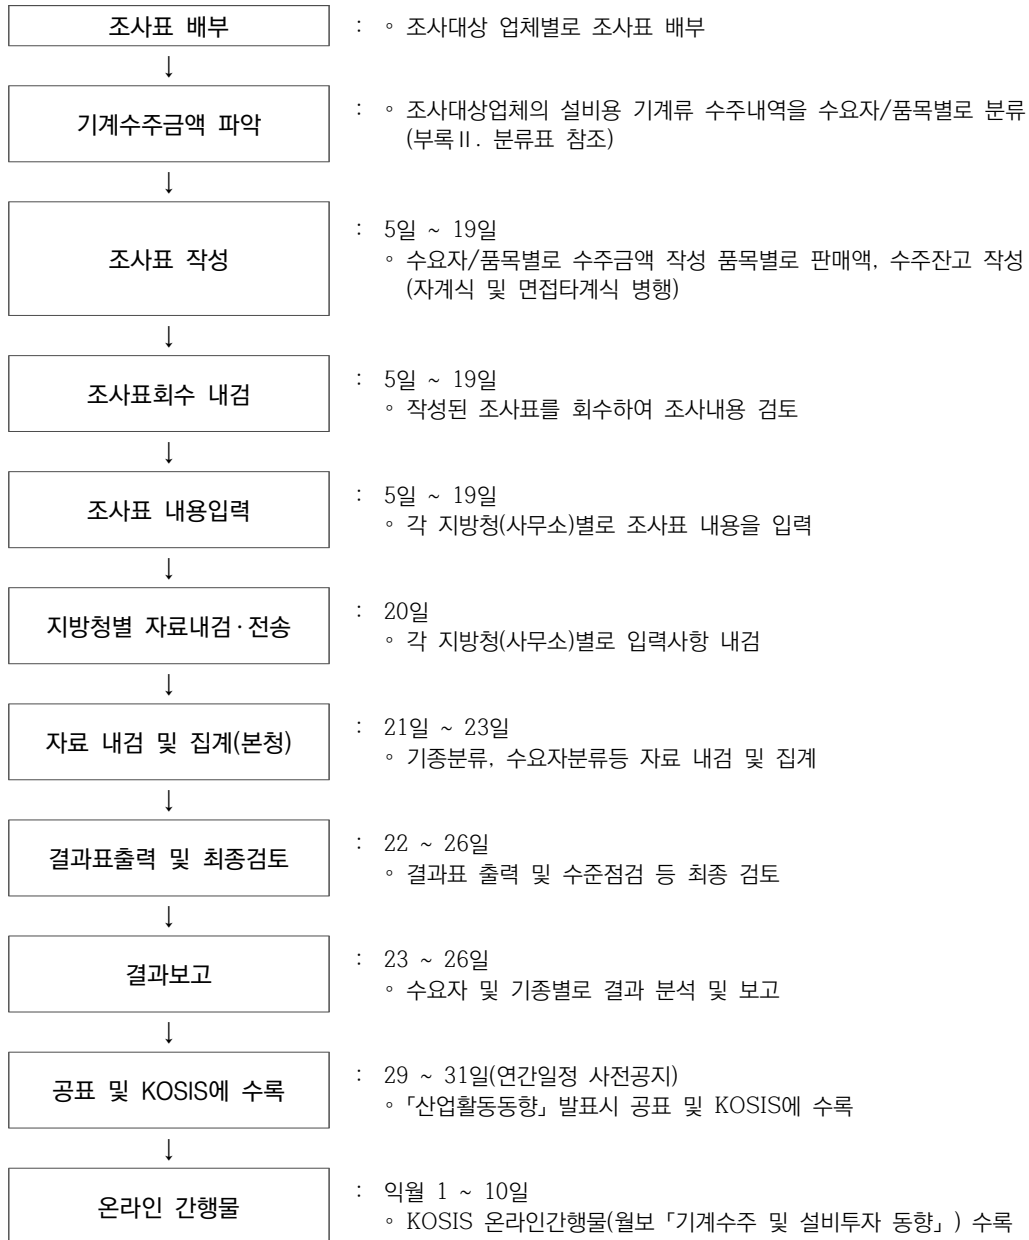 조사표 배부 : ◦ 조사대상 업체별로 조사표 배부
↓
기계수주금액 파악 : ◦ 조사대상업체의 설비용 기계류 수주내역을 수요자/품목별로 분류
(부록Ⅱ. 분류표 참조)
↓
조사표 작성 : 5일 ~ 19일
◦ 수요자/품목별로 수주금액 작성 품목별로 판매액, 수주잔고 작성
(자계식 및 면접타계식 병행)
↓
조사표회수 내검 : 5일 ~ 19일
◦ 작성된 조사표를 회수하여 조사내용 검토
↓
조사표 내용입력 : 5일 ~ 19일
◦ 각 지방청(사무소)별로 조사표 내용을 입력
↓
지방청별 자료내검·전송 : 20일
◦ 각 지방청(사무소)별로 입력사항 내검
↓
자료 내검 및 집계(본청) : 21일 ~ 23일
◦ 기종분류, 수요자분류등 자료 내검 및 집계
↓
결과표출력 및 최종검토 : 22 ~ 26일
◦ 결과표 출력 및 수준점검 등 최종 검토
↓
결과보고 : 23 ~ 26일
◦ 수요자 및 기종별로 결과 분석 및 보고
↓
공표 및 KOSIS에 수록 : 29 ~ 31일(연간일정 사전공지)
◦ 「산업활동동향」 발표시 공표 및 KOSIS에 수록
↓
온라인 간행물 : 익월 1 ~ 10일
◦ KOSIS 온라인간행물(월보「기계수주 및 설비투자 동향」) 수록